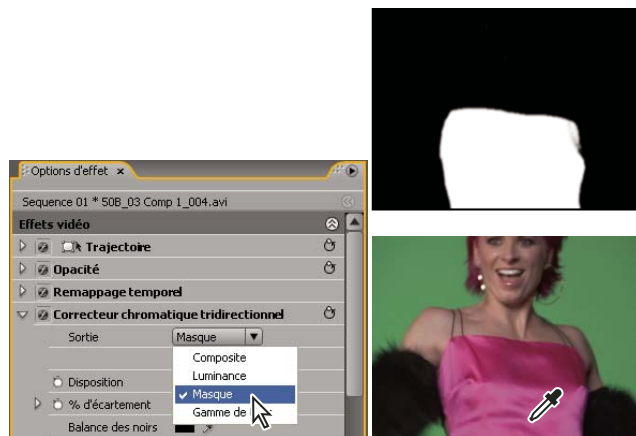 Options d'effet x
Sequence 01 * 50B_03 Comp 1_004.avi
Effets vidéo
Trajectoire
Opacité
Remappage temporel
Correcteur chromatique tridirectionnel
Sortie Masque
Composite
Luminance
Disposition
Masque
% d'écartement
Gamme de
Balance des noirs